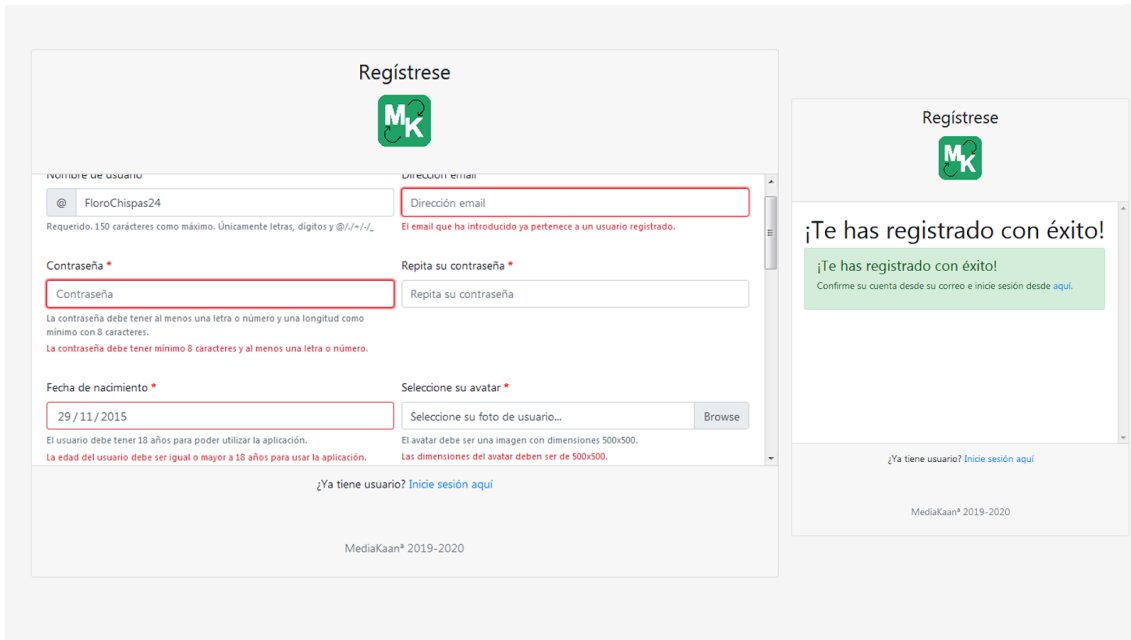 Regístrese
MK
Nombre de usuario
Dirección email
@
FloroChispas24
Dirección email
Requerido. 150 carácteres como máximo. Únicamente letras, dígitos y @/./+/-/_
El email que ha introducido ya pertenece a un usuario registrado.
Contraseña *
Repita su contraseña *
Contraseña
Repita su contraseña
La contraseña debe tener al menos una letra o número y una longitud como
mínimo con 8 caracteres.
La contraseña debe tener mínimo 8 caracteres y al menos una letra o número.
Fecha de nacimiento *
Seleccione su avatar *
29/11/2015
Seleccione su foto de usuario...
Browse
El usuario debe tener 18 años para poder utilizar la aplicación.
El avatar debe ser una imagen con dimensiones 500x500.
La edad del usuario debe ser igual o mayor a 18 años para usar la aplicación.
Las dimensiones del avatar deben ser de 500x500.
¿Ya tiene usuario? Inicie sesión aquí
MediaKaanª 2019-2020
Regístrese
MK
¡Te has registrado con éxito!
¡Te has registrado con éxito!
Confirme su cuenta desde su correo e inicie sesión desde aquí.
¿Ya tiene usuario? Inicie sesión aquí
MediaKaanª 2019-2020